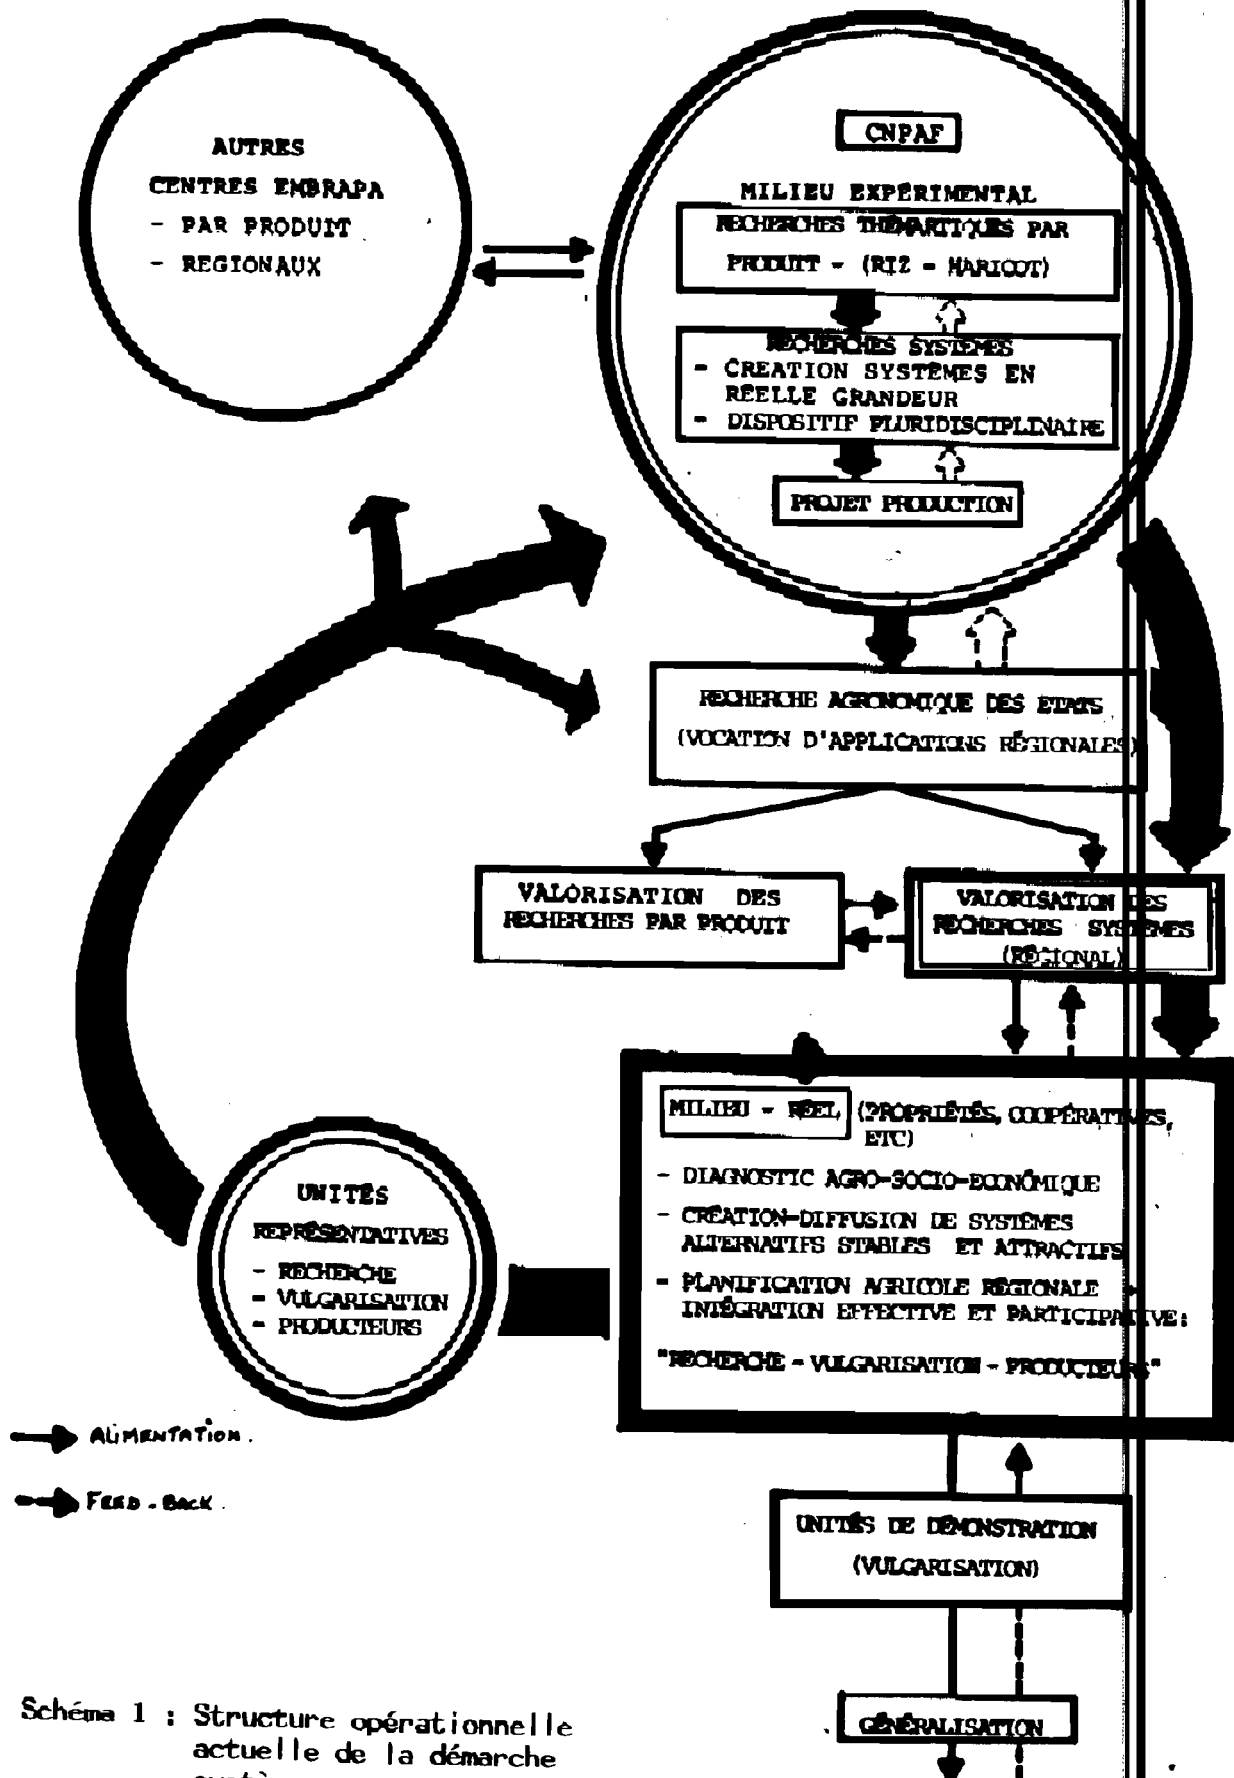 AUTRES
CENTRES EMBRAPA
- PAR PRODUIT
- REGIONAUX
CNPAF
MILIEU EXPÉRIMENTAL
RECHERCHES THÉMARTIQUES PAR
PRODUIT - (RIZ - HARICOT)
RECHERCHES SYSTÈMES
- CREATION SYSTÈMES EN
RÉELLE GRANDEUR
- DISPOSITIF PLURIDISCIPLINAIRE
PROJET PRODUCTION
RECHERCHE AGRONOMIQUE DES ETATS
(VOCATION D'APPLICATIONS RÉGIONALES)
VALORISATION DES
RECHERCHES PAR PRODUIT
VALORISATION DES
RECHERCHES SYSTÈMES
(RÉGIONAL)
MILIEU - RÉEL (PROPRIÉTÉS, COOPÉRATIVES,
ETC)
- DIAGNOSTIC AGRO-SOCIO-ECONÔMIQUE
- CRÉATION-DIFFUSION DE SYSTÈMES
ALTERNATIFS STABLES ET ATTRACTIFS
- PLANIFICATION AGRICOLE RÉGIONALE
INTÉGRATION EFFECTIVE ET PARTICIPATIVE:
"RECHERCHE - VULGARISATION - PRODUCTEURS"
UNITÉS
REPRÉSENTATIVES
- RECHERCHE
- VULGARISATION
- PRODUCTEURS
ALIMENTATION.
FEED-BACK.
UNITÉS DE DÉMONSTRATION
(VULGARISATION)
GÉNÉRALISATION
Schéma 1 : Structure opérationnelle
actuelle de la démarche